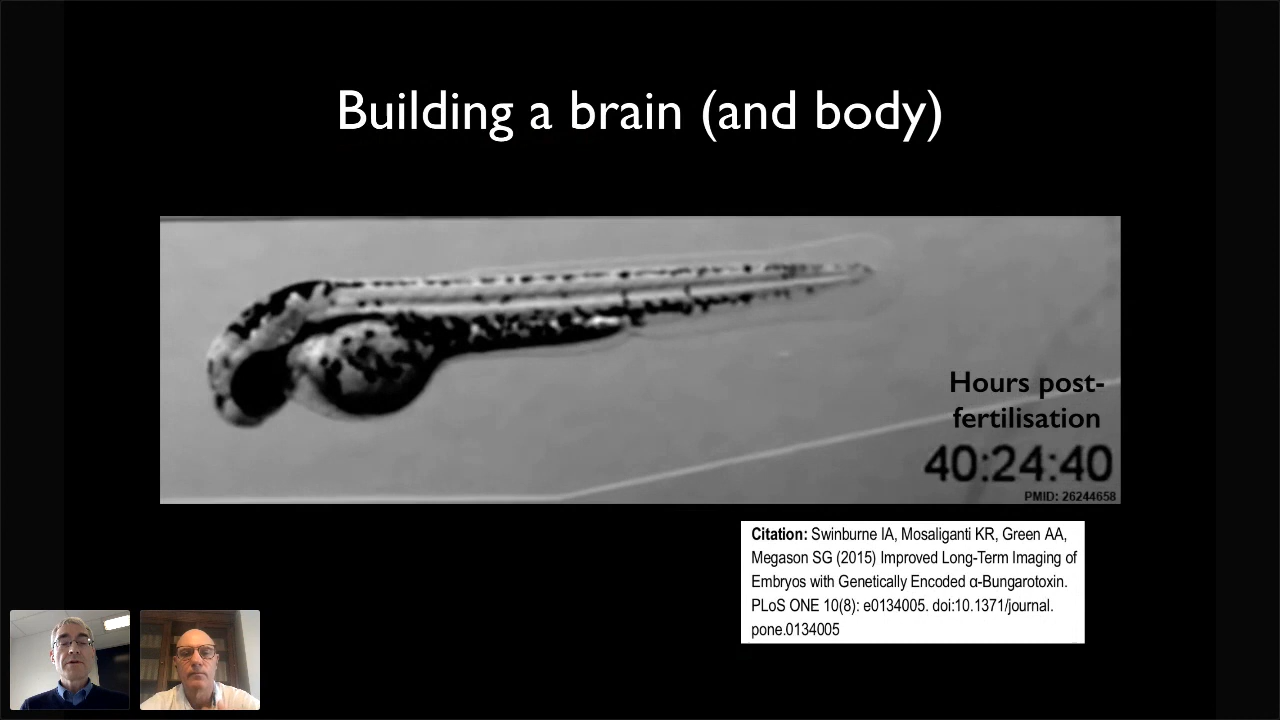 Building a brain (and body)
Hours post-
fertilisation
40:24:40
PMID: 26244658
Citation: Swinburne IA, Mosaliganti KR, Green AA,
Megason SG (2015) Improved Long-Term Imaging of
Embryos with Genetically Encoded α-Bungarotoxin.
PLoS ONE 10(8): e0134005. doi:10.1371/journal.
pone.0134005